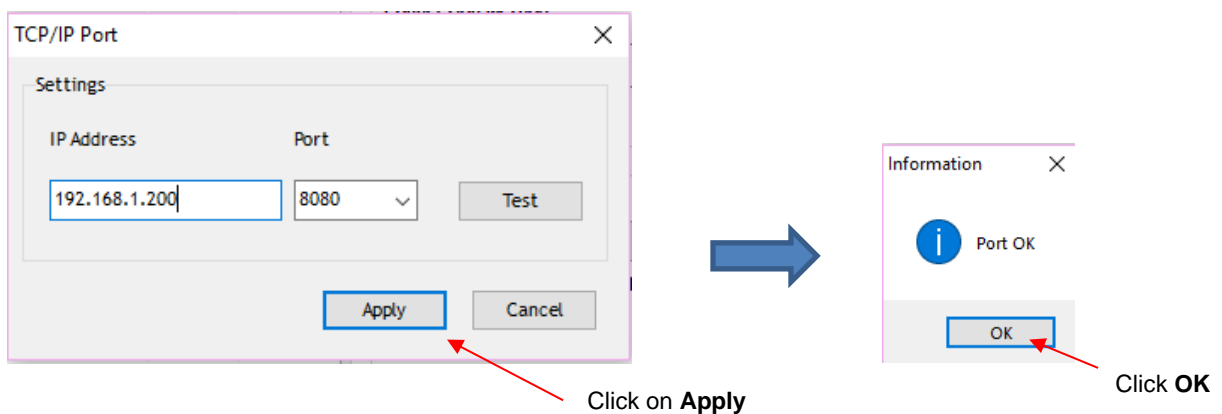 TCP/IP Port
Settings
IP Address Port
192.168.1.200 8080 Test
Apply Cancel
Click on Apply
Information
Port OK
OK
Click OK